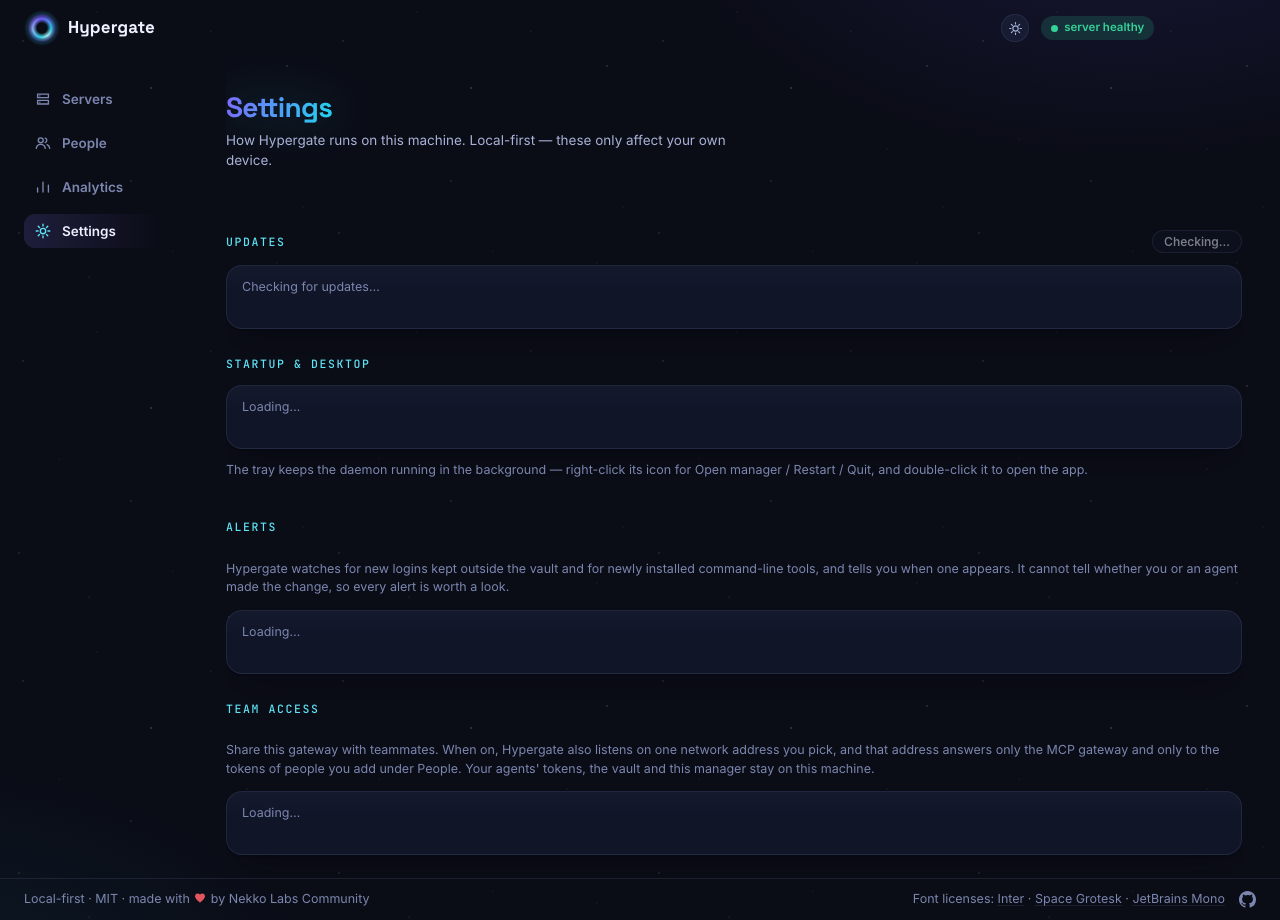 Hypergate
server healthy
Servers
People
Analytics
Settings
Settings
How Hypergate runs on this machine. Local-first — these only affect your own
device.
UPDATES
Checking...
Checking for updates...
STARTUP & DESKTOP
Loading...
The tray keeps the daemon running in the background — right-click its icon for Open manager / Restart / Quit, and double-click it to open the app.
ALERTS
Hypergate watches for new logins kept outside the vault and for newly installed command-line tools, and tells you when one appears. It cannot tell whether you or an agent
made the change, so every alert is worth a look.
Loading...
TEAM ACCESS
Share this gateway with teammates. When on, Hypergate also listens on one network address you pick, and that address answers only the MCP gateway and only to the
tokens of people you add under People. Your agents' tokens, the vault and this manager stay on this machine.
Loading...
Local-first · MIT · made with ♥ by Nekko Labs Community
Font licenses: Inter · Space Grotesk · JetBrains Mono